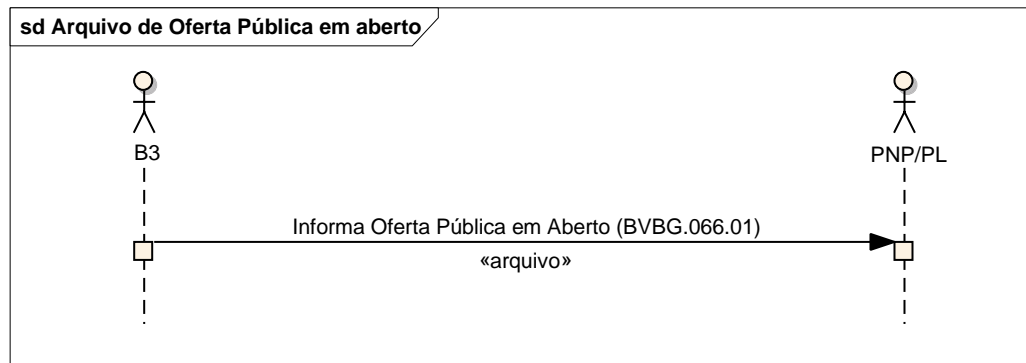 sd Arquivo de Oferta Pública em aberto
B3
PNP/PL
Informa Oferta Pública em Aberto (BVBG.066.01)
«arquivo»